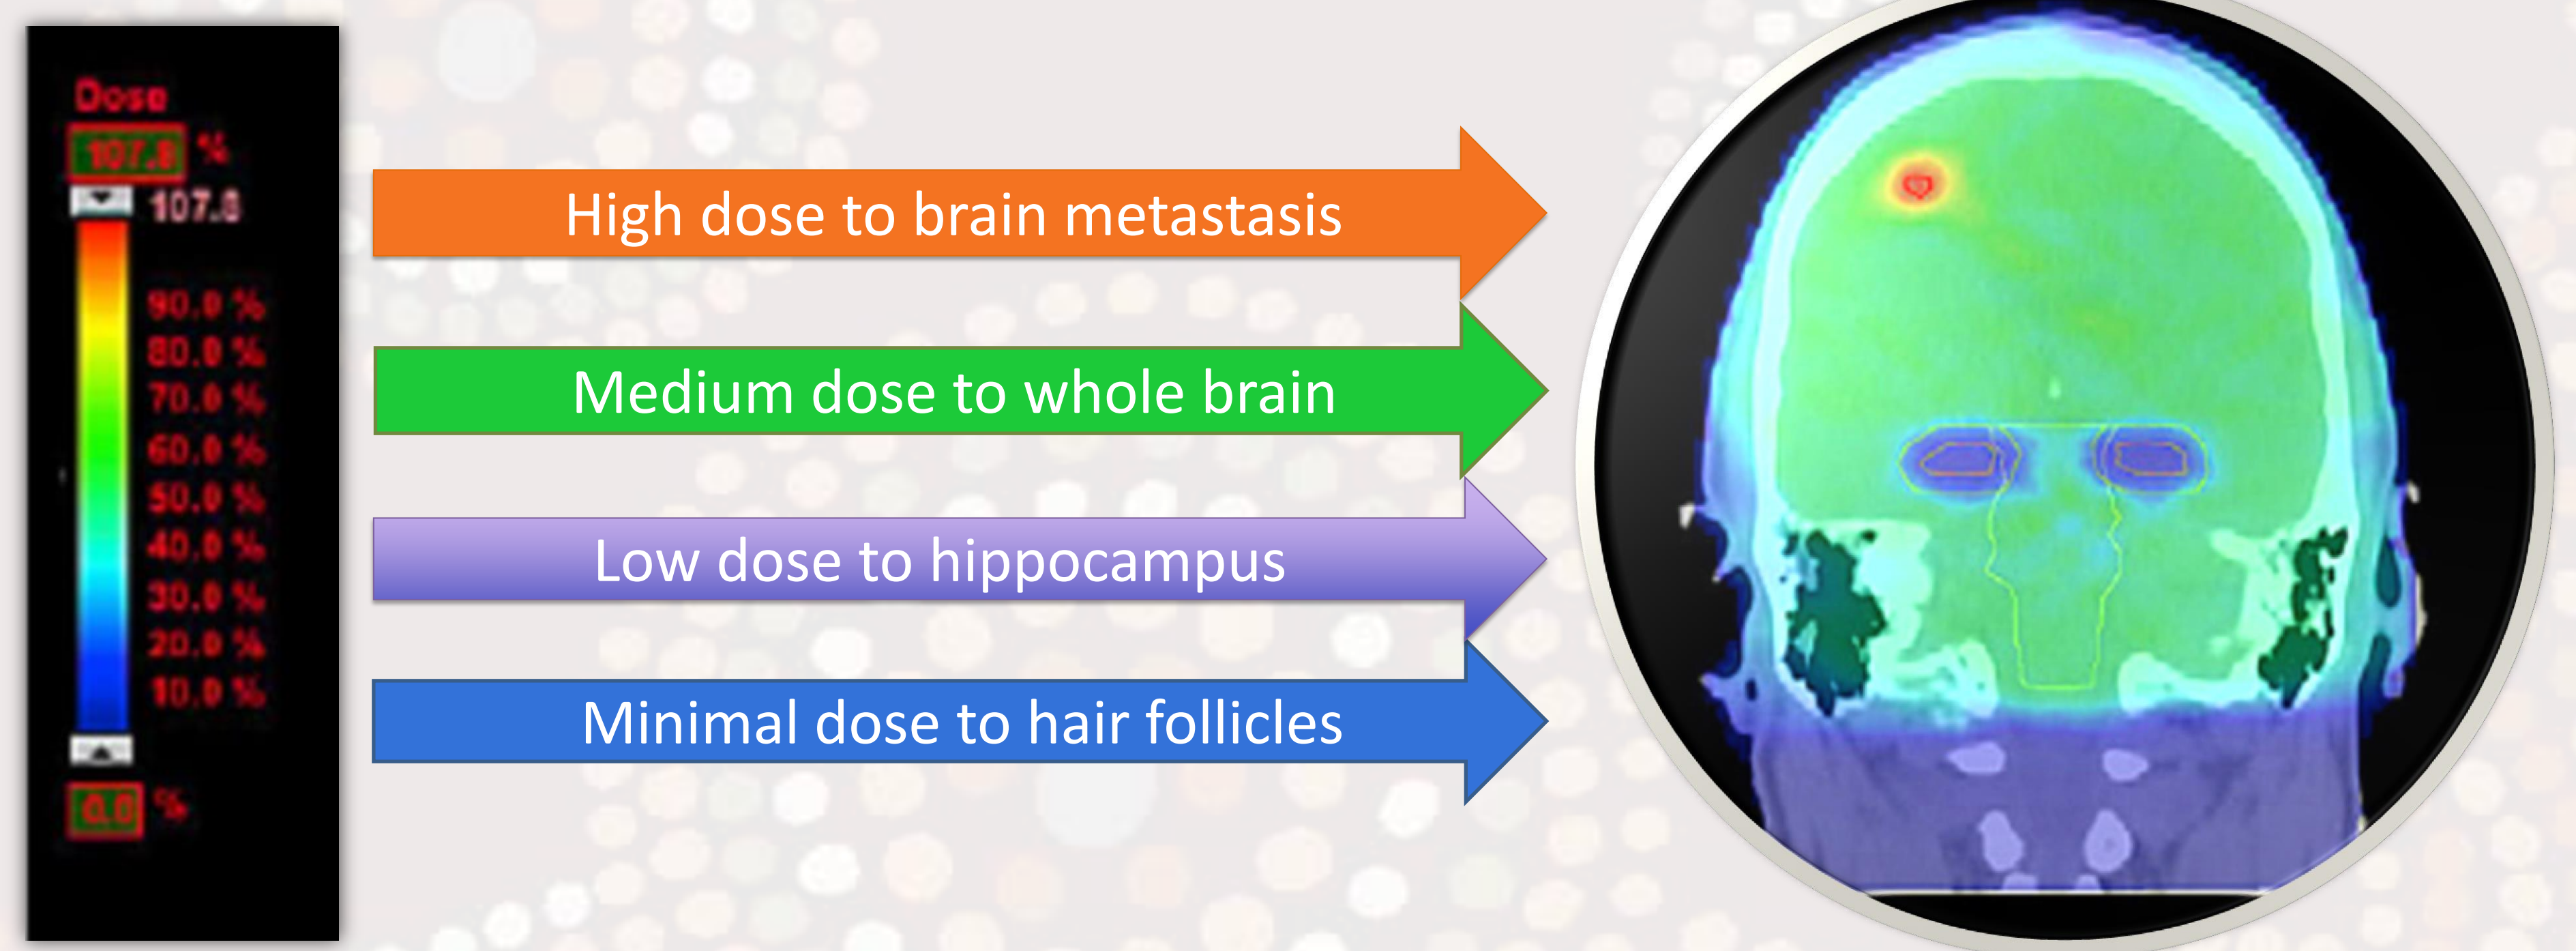 Dose
107.8 %
107.8
90.0 %
80.0 %
70.0 %
60.0 %
50.0 %
40.0 %
30.0 %
20.0 %
10.0 %
0.0 %
High dose to brain metastasis
Medium dose to whole brain
Low dose to hippocampus
Minimal dose to hair follicles